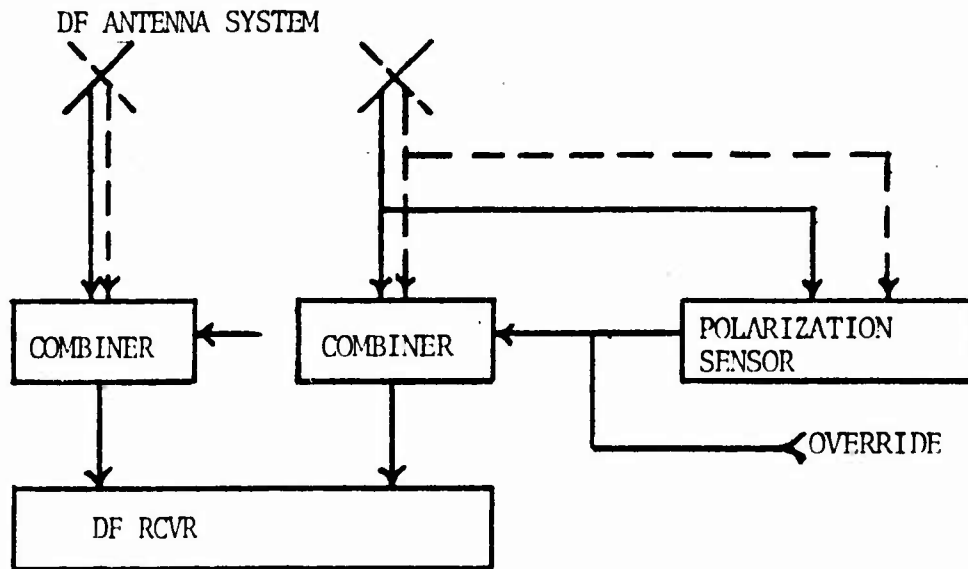 DF ANTENNA SYSTEM
COMBINER
COMBINER
POLARIZATION
SENSOR
OVERRIDE
DF RCVR